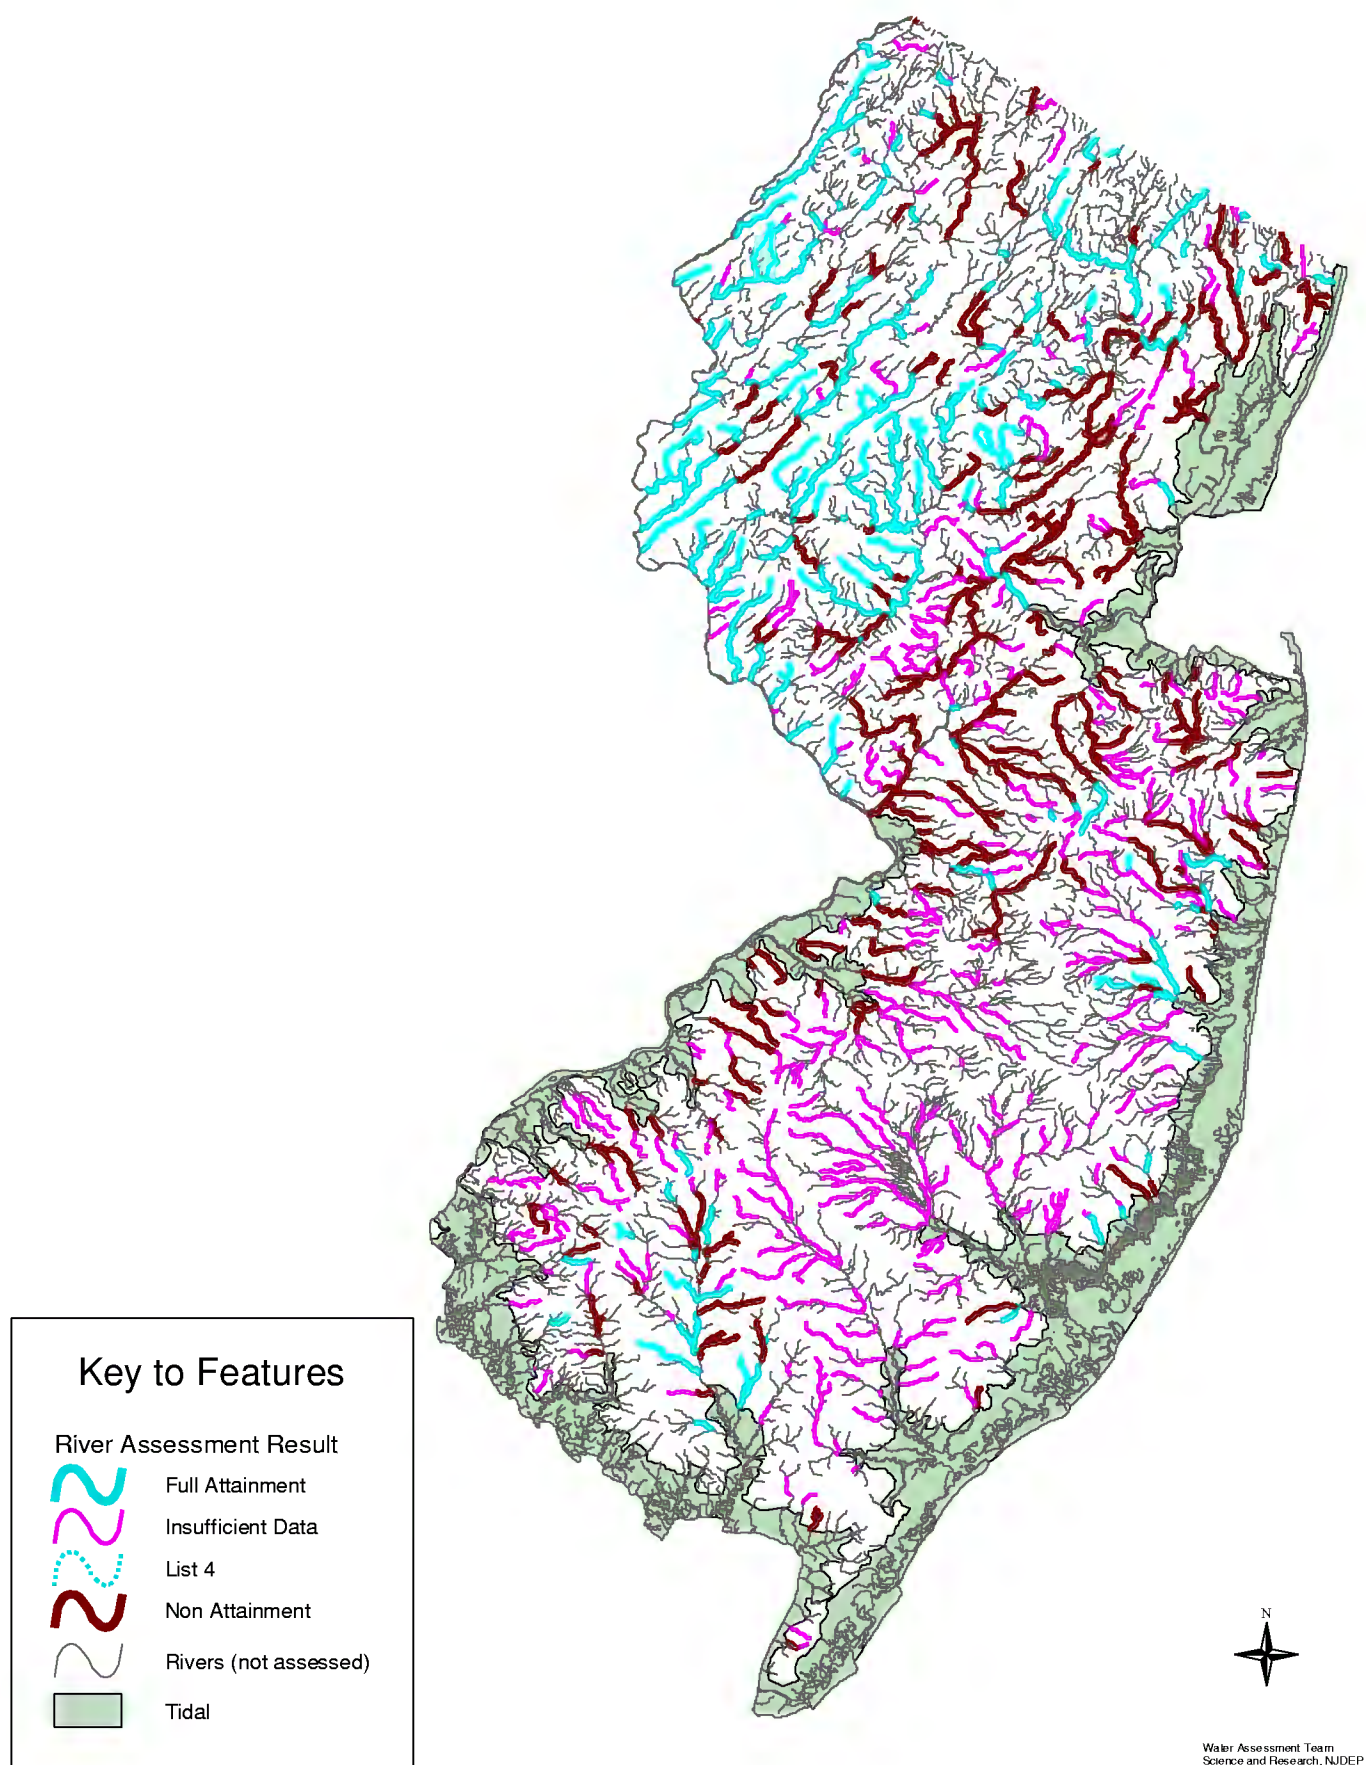 Key to Features
River Assessment Result
Full Attainment
Insufficient Data
List 4
Non Attainment
Rivers (not assessed)
Tidal
N
Water Assessment Team
Science and Research, NJDEP